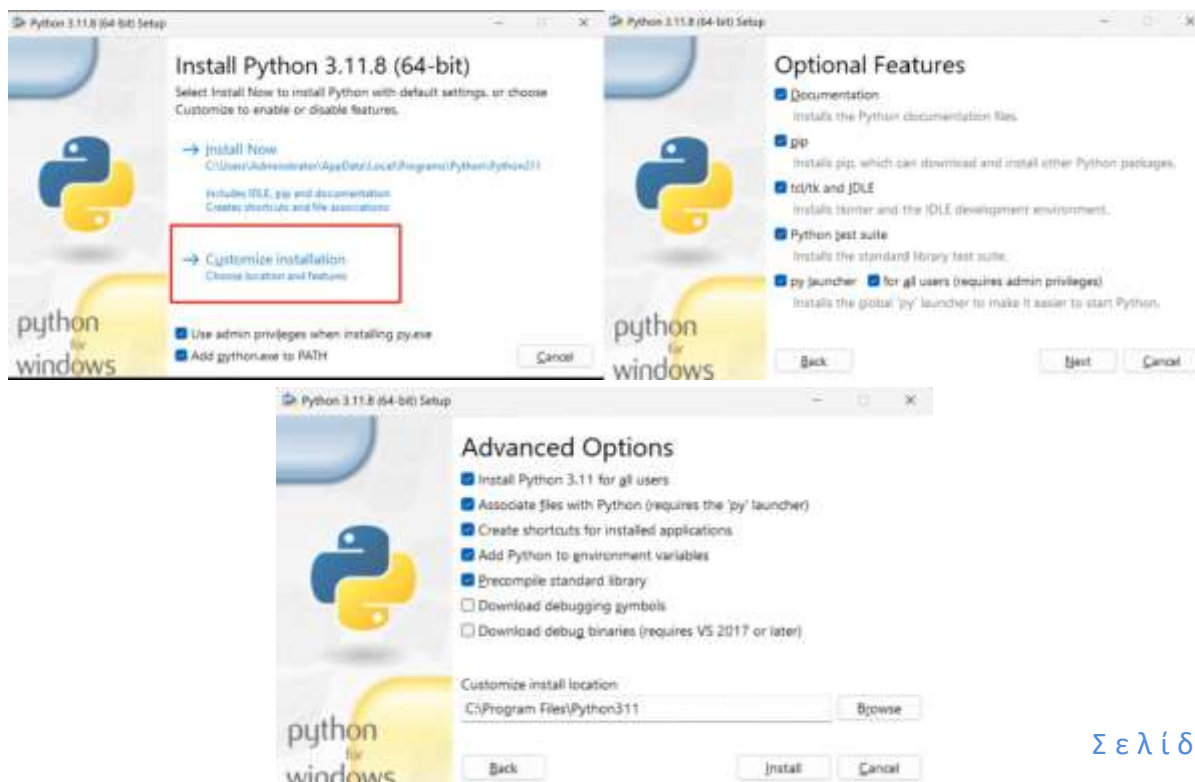 Python 3.11.8 (64-bit) Setup
Install Python 3.11.8 (64-bit)
Select Install Now to install Python with default settings, or choose
Customize to enable or disable features.
→ Install Now
C:\Users\Administrator\AppData\Local\Programs\Python\Python311
Includes IDLE, pip and documentation
Creates shortcuts and file associations
→ Customize installation
Choose location and features
Use admin privileges when installing py.exe
Add python.exe to PATH
Cancel
python
for
windows
Python 3.11.8 (64-bit) Setup
Optional Features
Documentation
Installs the Python documentation files.
pip
Installs pip, which can download and install other Python packages.
tcl/tk and IDLE
Installs tkinter and the IDLE development environment.
Python test suite
Installs the standard library test suite.
py launcher for all users (requires admin privileges)
Installs the global 'py' launcher to make it easier to start Python.
Back Next Cancel
python
for
windows
Python 3.11.8 (64-bit) Setup
Advanced Options
Install Python 3.11 for all users
Associate files with Python (requires the 'py' launcher)
Create shortcuts for installed applications
Add Python to environment variables
Precompile standard library
Download debugging symbols
Download debug binaries (requires VS 2017 or later)
Customize install location
C:\Program Files\Python311 Browse
Back Install Cancel
python
for
windows
Σελίδ